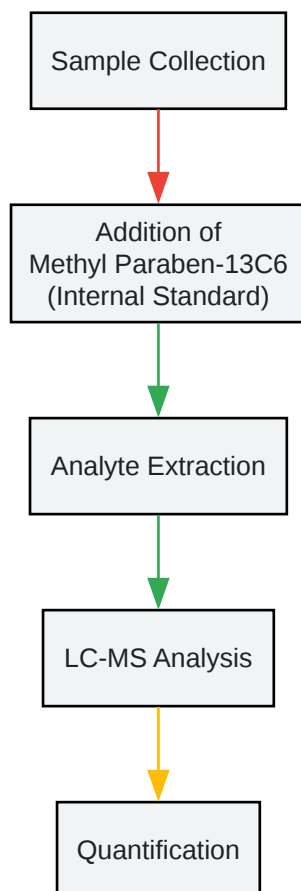 Sample Collection
Addition of
Methyl Paraben-13C6
(Internal Standard)
Analyte Extraction
LC-MS Analysis
Quantification